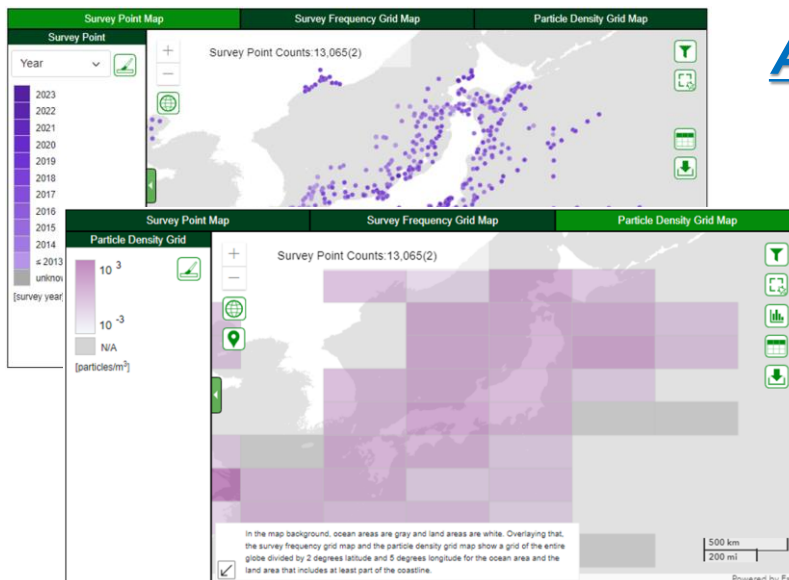 Survey Point Map
Survey Frequency Grid Map
Particle Density Grid Map
Survey Point
Year
2023
2022
2021
2020
2019
2018
2017
2016
2015
2014
≤ 2013
[survey year
Survey Point Counts:13,065(2)
Survey Point Map
Survey Frequency Grid Map
Particle Density Grid Map
Particle Density Grid
10 3
10 -3
N/A
[particles/m³]
Survey Point Counts:13,065(2)
In the map background, ocean areas are gray and land areas are white. Overlaying that,
the survey frequency grid map and the particle density grid map show a grid of the entire
globe divided by 2 degrees latitude and 5 degrees longitude for the ocean area and the
land area that includes at least part of the coastline.
500 km
200 mi
Powered by